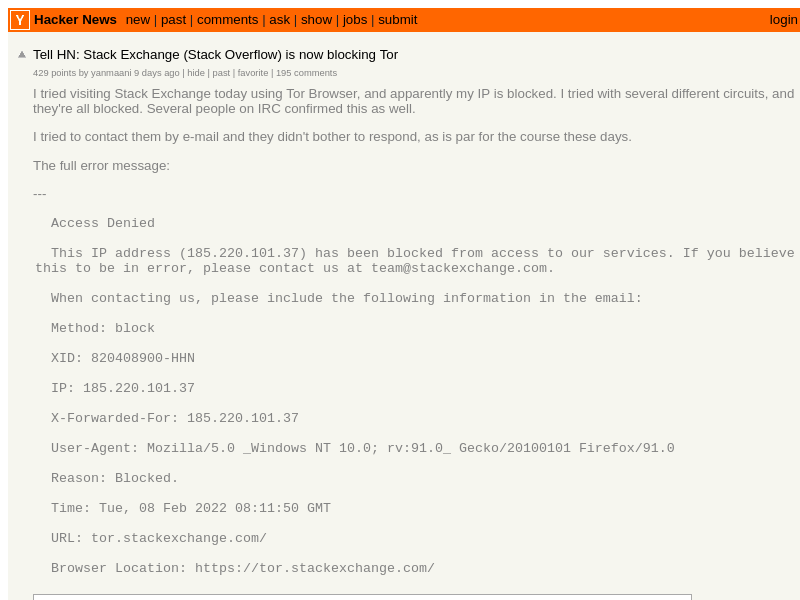 Y Hacker News new | past | comments | ask | show | jobs | submit login
Tell HN: Stack Exchange (Stack Overflow) is now blocking Tor
429 points by yanmaani 9 days ago | hide | past | favorite | 195 comments
I tried visiting Stack Exchange today using Tor Browser, and apparently my IP is blocked. I tried with several different circuits, and
they're all blocked. Several people on IRC confirmed this as well.
I tried to contact them by e-mail and they didn't bother to respond, as is par for the course these days.
The full error message:
---
Access Denied
This IP address (185.220.101.37) has been blocked from access to our services. If you believe
this to be in error, please contact us at team@stackexchange.com.
When contacting us, please include the following information in the email:
Method: block
XID: 820408900-HHN
IP: 185.220.101.37
X-Forwarded-For: 185.220.101.37
User-Agent: Mozilla/5.0 _Windows NT 10.0; rv:91.0_ Gecko/20100101 Firefox/91.0
Reason: Blocked.
Time: Tue, 08 Feb 2022 08:11:50 GMT
URL: tor.stackexchange.com/
Browser Location: https://tor.stackexchange.com/